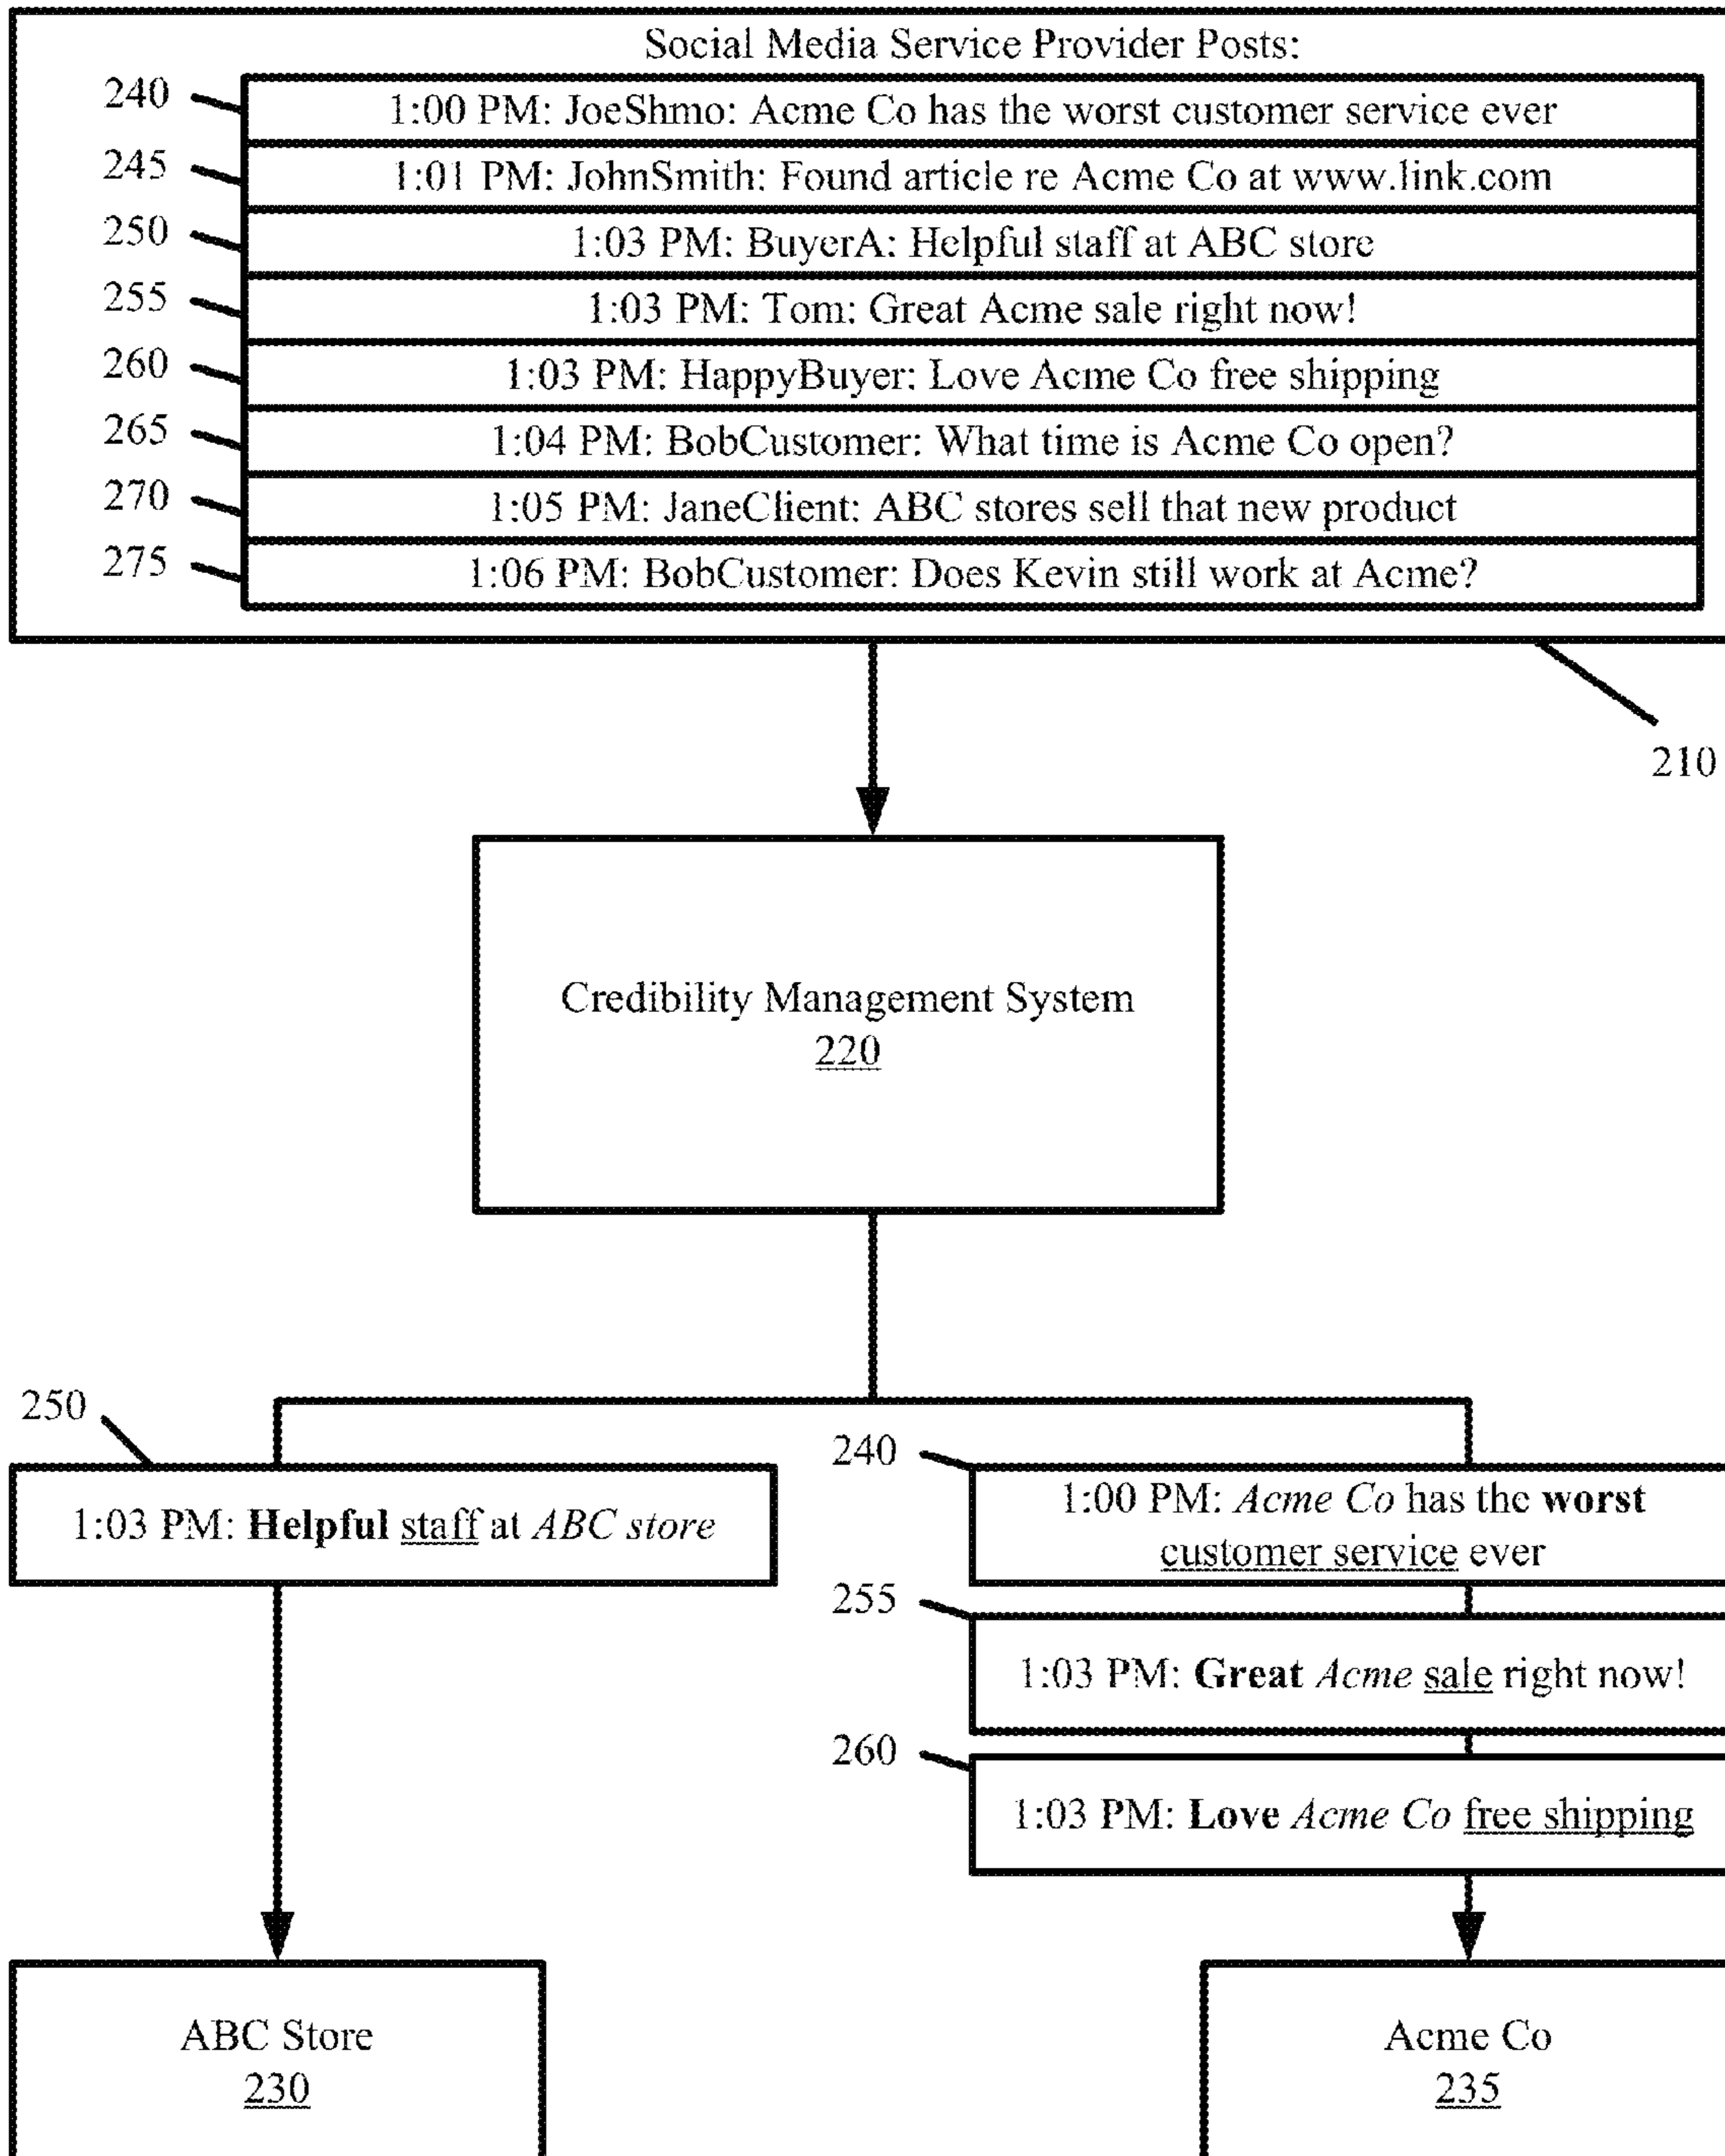 Social Media Service Provider Posts:
240
1:00 PM: JoeShmo: Acme Co has the worst customer service ever
245
1:01 PM: JohnSmith: Found article re Acme Co at www.link.com
250
1:03 PM: BuyerA: Helpful staff at ABC store
255
1:03 PM: Tom: Great Acme sale right now!
260
1:03 PM: HappyBuyer: Love Acme Co free shipping
265
1:04 PM: BobCustomer: What time is Acme Co open?
270
1:05 PM: JaneClient: ABC stores sell that new product
275
1:06 PM: BobCustomer: Does Kevin still work at Acme?
210
Credibility Management System
220
250
1:03 PM: Helpful staff at ABC store
240
1:00 PM: Acme Co has the worst
customer service ever
255
1:03 PM: Great Acme sale right now!
260
1:03 PM: Love Acme Co free shipping
ABC Store
230
Acme Co
235